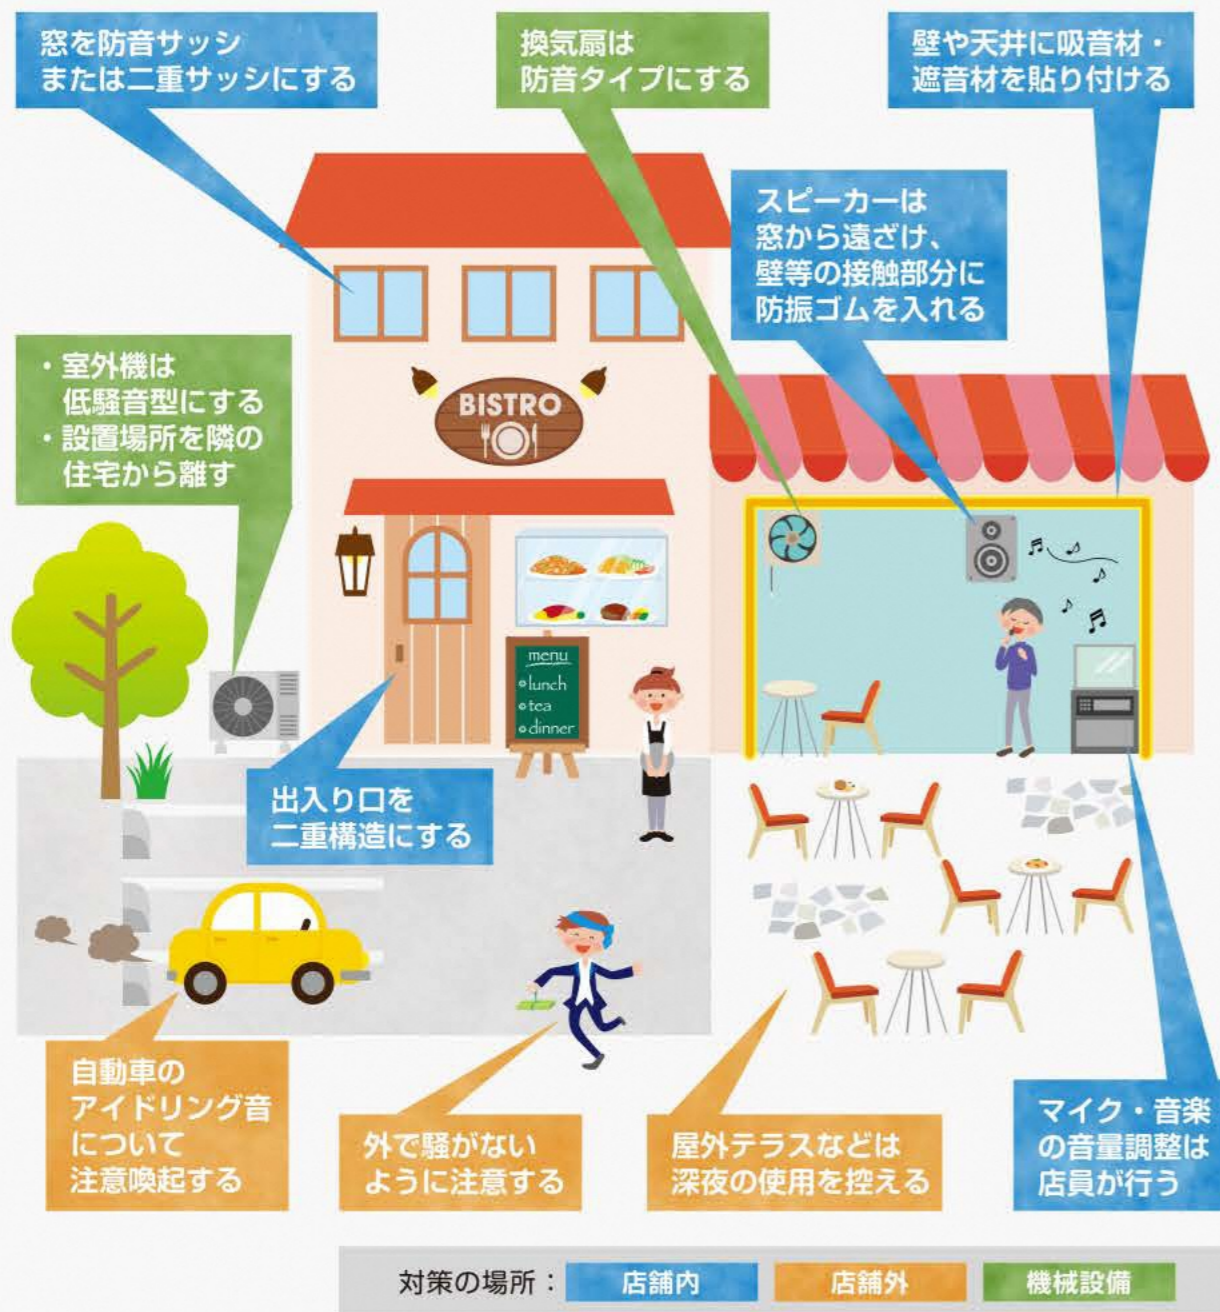 窓を防音サッシ
または二重サッシにする
換気扇は
防音タイプにする
壁や天井に吸音材・
遮音材を貼り付ける
スピーカーは
窓から遠ざけ、
壁等の接触部分に
防振ゴムを入れる
・室外機は
低騒音型にする
・設置場所を隣の
住宅から離す
BISTRO
menu
lunch
tea
dinner
出入り口を
二重構造にする
自動車の
アイドリング音
について
注意喚起する
外で騒がない
ように注意する
屋外テラスなどは
深夜の使用を控える
マイク・音楽
の音量調整は
店員が行う
対策の場所： 店舗内 店舗外 機械設備